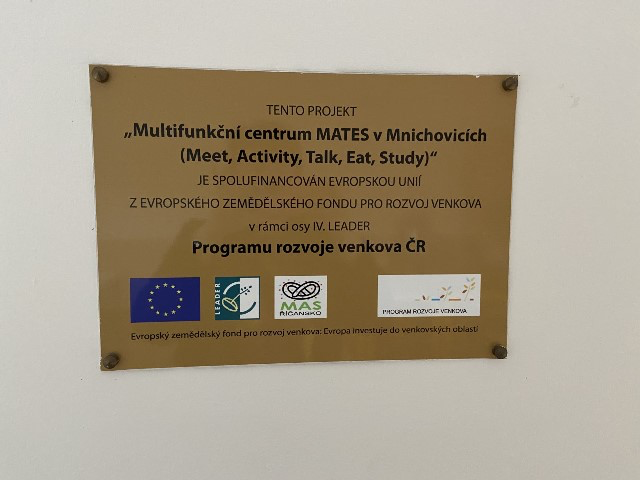 TENTO PROJEKT
„Multifunkční centrum MATES v Mnichovicích
(Meet, Activity, Talk, Eat, Study)“
JE SPOLUFINANCOVÁN EVROPSKOU UNIÍ
Z EVROPSKÉHO ZEMĚDĚLSKÉHO FONDU PRO ROZVOJ VENKOVA
v rámci osy IV. LEADER
Programu rozvoje venkova ČR
LEADER
MAS
ŘÍČANSKO
PROGRAM ROZVOJE VENKOVA
Evropský zemědělský fond pro rozvoj venkova: Evropa investuje do venkovských oblastí